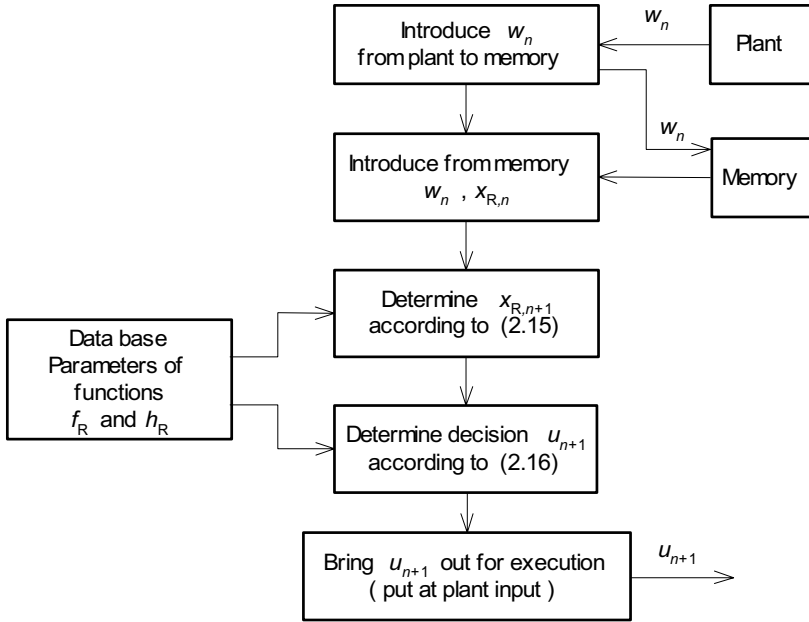 Introduce w_n
from plant to memory
w_n
Plant
w_n
Memory
Introduce from memory
w_n , x_R,n
Determine x_R,n+1
according to (2.15)
Data base
Parameters of
functions
f_R and h_R
Determine decision u_n+1
according to (2.16)
Bring u_n+1 out for execution
( put at plant input )
u_n+1